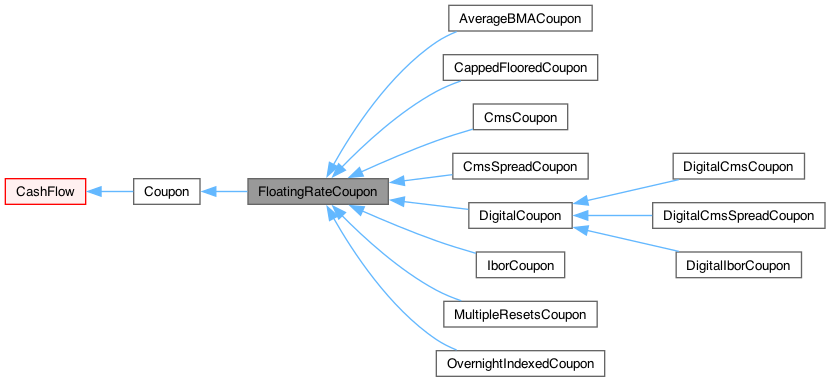 AverageBMACoupon
CappedFlooredCoupon
CmsCoupon
CmsSpreadCoupon
DigitalCmsCoupon
CashFlow
Coupon
FloatingRateCoupon
DigitalCoupon
DigitalCmsSpreadCoupon
IborCoupon
DigitalIborCoupon
MultipleResetsCoupon
OvernightIndexedCoupon